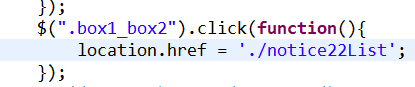 });
$(".box1_box2").click(function(){
location.href = './notice22List';
});